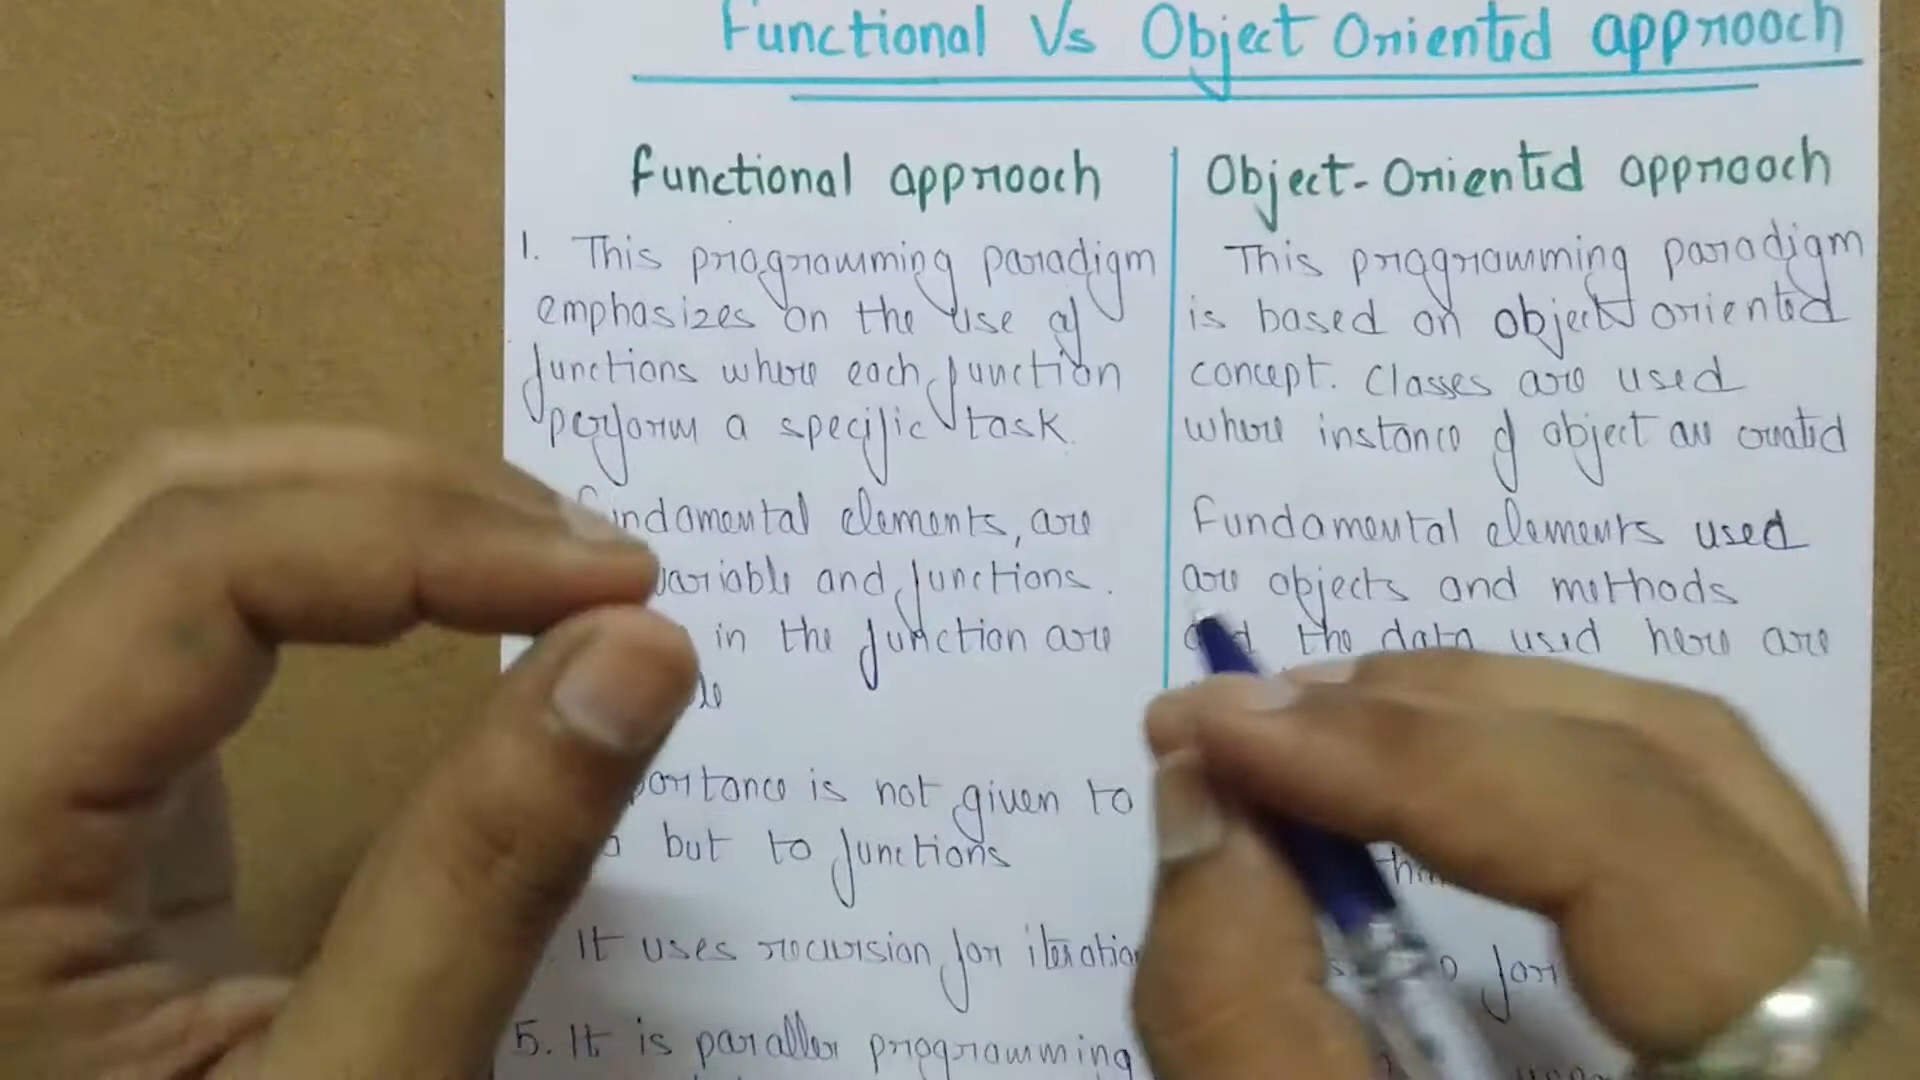 Functional Vs Object Oriented approach
Functional approach
1. This programming paradigm
emphasizes on the use of
functions where each function
perform a specific task.
elements, are
variable and functions.
in the function are
is not given to
but to functions
It uses recursion for
5. It is parallel programming
Object-Oriented approach
This programming paradigm
is based on object oriented
concept. Classes are used
where instance of object are created
Fundamental elements used
are objects and methods
and the data used here are
for